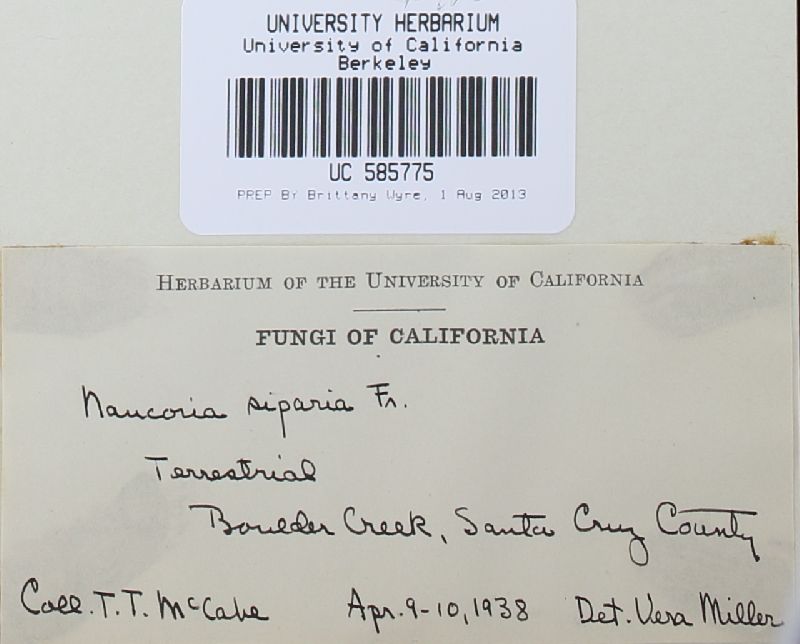 UNIVERSITY HERBARIUM
University of California
Berkeley
UC 585775
PREP BY Brittany Wyre, 1 Aug 2013
HERBARIUM OF THE UNIVERSITY OF CALIFORNIA
FUNGI OF CALIFORNIA
Naucoria siparia Fr.
Terrestrial
Boulder Creek, Santa Cruz County
Coll. T. T. McCabe Apr. 9-10, 1938 Det. Vera Miller